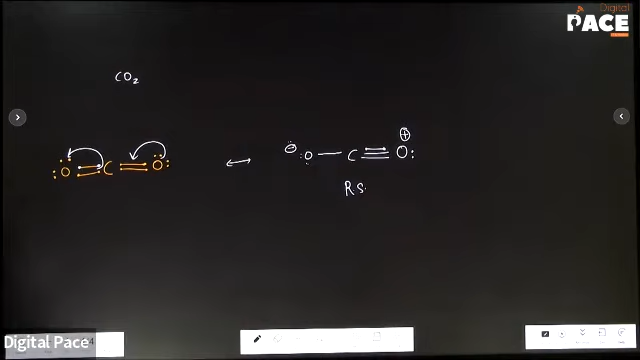 Digital
PACE
CO₂
:Ö=C=Ö: ↔ ⊖:O–C≡O:⊕
RS.
Digital Pace